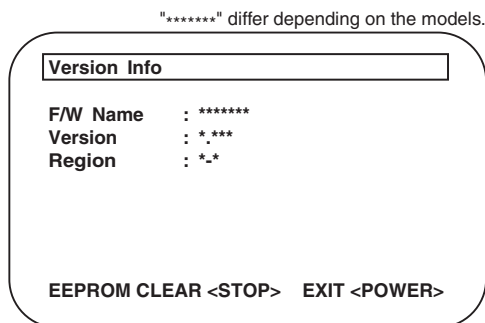 "*******" differ depending on the models.
Version Info
F/W Name : *******
Version : *.***
Region : *-*
EEPROM CLEAR <STOP> EXIT <POWER>